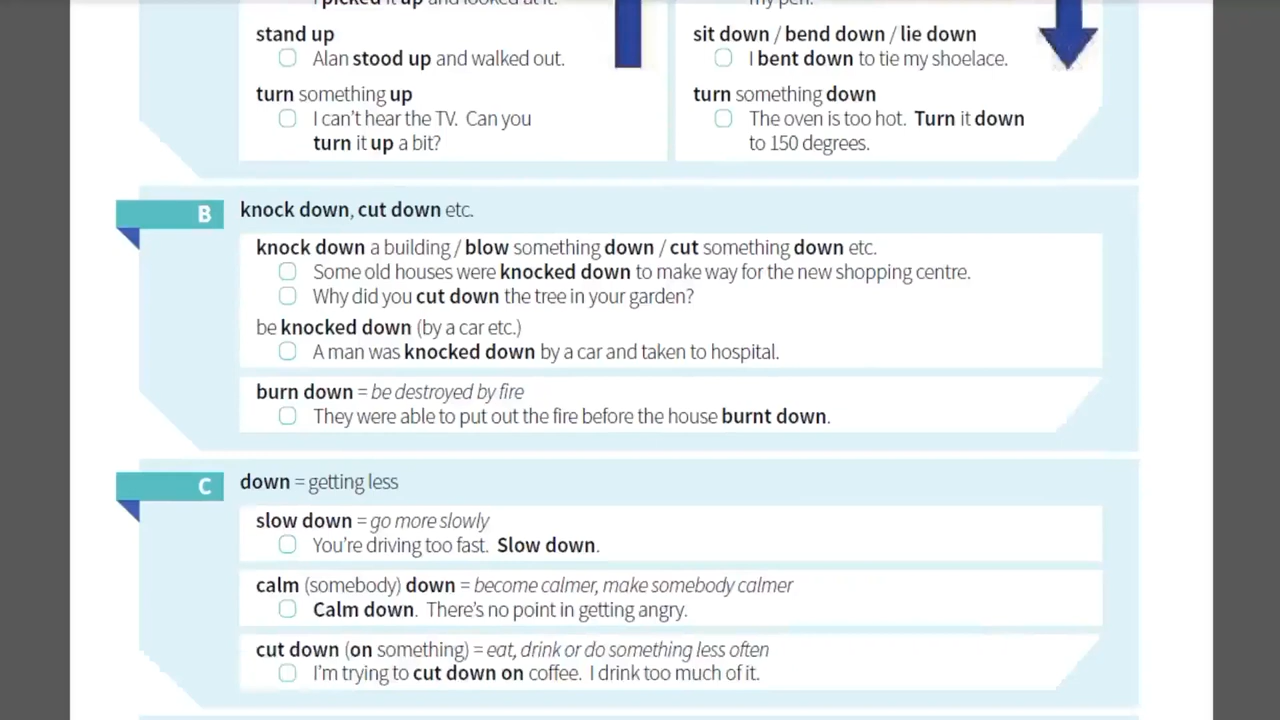 I picked it up and looked at it.
stand up
Alan stood up and walked out.
turn something up
I can't hear the TV. Can you
turn it up a bit?
my pen.
sit down / bend down / lie down
I bent down to tie my shoelace.
turn something down
The oven is too hot. Turn it down
to 150 degrees.
B
knock down, cut down etc.
knock down a building / blow something down / cut something down etc.
Some old houses were knocked down to make way for the new shopping centre.
Why did you cut down the tree in your garden?
be knocked down (by a car etc.)
A man was knocked down by a car and taken to hospital.
burn down = be destroyed by fire
They were able to put out the fire before the house burnt down.
C
down = getting less
slow down = go more slowly
You're driving too fast. Slow down.
calm (somebody) down = become calmer, make somebody calmer
Calm down. There's no point in getting angry.
cut down (on something) = eat, drink or do something less often
I'm trying to cut down on coffee. I drink too much of it.